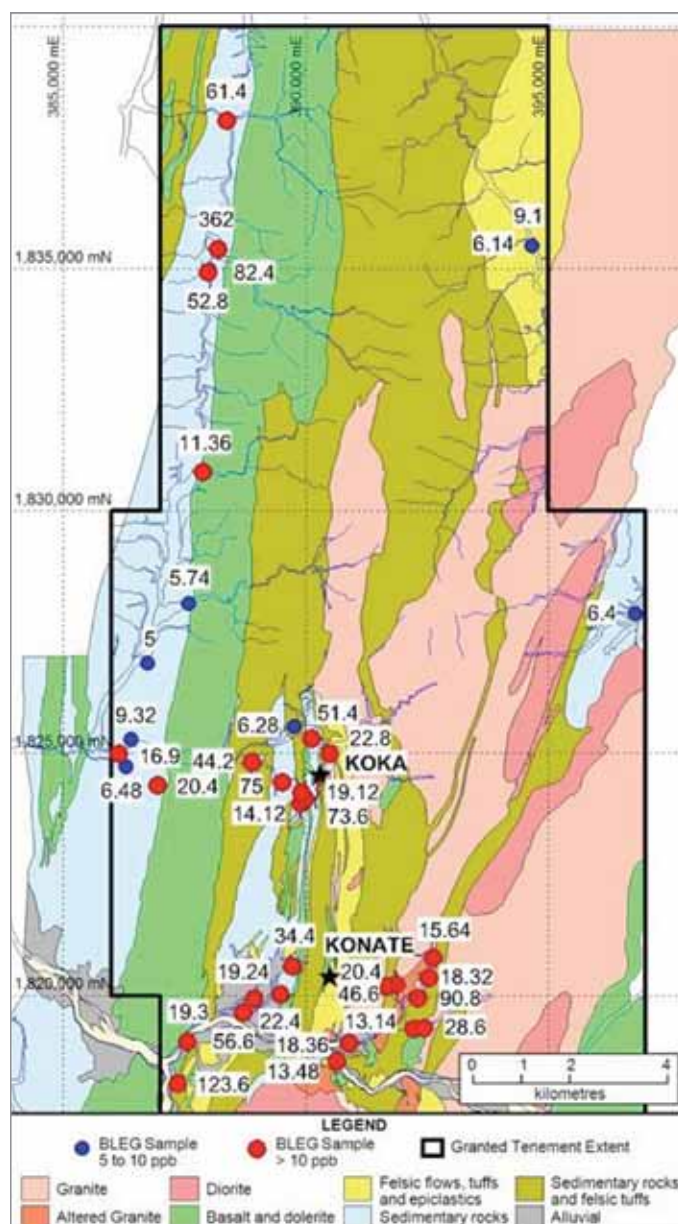 385,000 mE
390,000 mE
395,000 mE
61.4
362
9.1
6.14
1,835,000 mN
82.4
52.8
11.36
1,830,000 mN
5.74
6.4
5
9.32
6.28
51.4
22.8
1,825,000 mN
16.9
44.2
KOKA
6.48
20.4
75
19.12
14.12
73.6
34.4
KONATE
15.64
19.24
20.4
18.32
1,820,000 mN
46.6
90.8
19.3
22.4
13.14
56.6
18.36
28.6
13.48
123.6
0 2 4
kilometres
LEGEND
BLEG Sample
5 to 10 ppb
BLEG Sample
> 10 ppb
Granted Tenement Extent
Granite
Diorite
Felsic flows, tuffs
and epiclastics
Sedimentary rocks
and felsic tuffs
Altered Granite
Basalt and dolerite
Sedimentary rocks
Alluvial